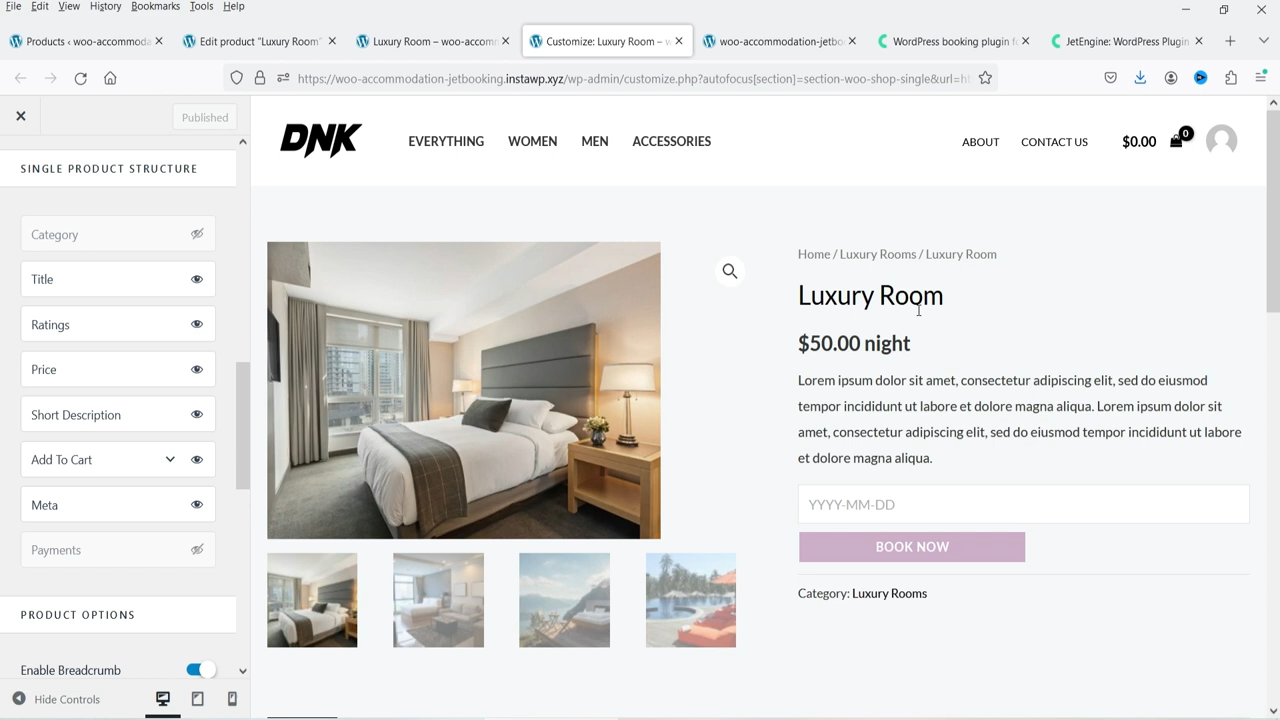 File Edit View History Bookmarks Tools Help
Products ‹ woo-accommoda
Edit product "Luxury Room"
Luxury Room – woo-accomm
Customize: Luxury Room – w
woo-accommodation-jetbo
WordPress booking plugin f
JetEngine: WordPress Plugin
https://woo-accommodation-jetbooking.instawp.xyz/wp-admin/customize.php?autofocus[section]=section-woo-shop-single&url=h
Published
SINGLE PRODUCT STRUCTURE
Category
Title
Ratings
Price
Short Description
Add To Cart
Meta
Payments
PRODUCT OPTIONS
Enable Breadcrumb
Hide Controls
DNK
EVERYTHING WOMEN MEN ACCESSORIES
ABOUT CONTACT US $0.00 0
Home / Luxury Rooms / Luxury Room
Luxury Room
$50.00 night
Lorem ipsum dolor sit amet, consectetur adipiscing elit, sed do eiusmod
tempor incididunt ut labore et dolore magna aliqua. Lorem ipsum dolor sit
amet, consectetur adipiscing elit, sed do eiusmod tempor incididunt ut labore
et dolore magna aliqua.
YYYY-MM-DD
BOOK NOW
Category: Luxury Rooms